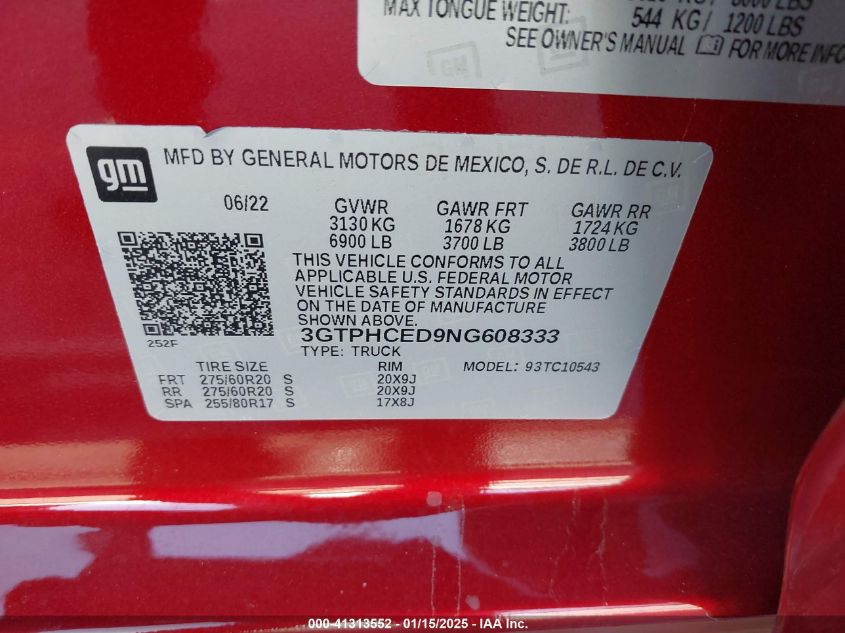 MAX TONGUE WEIGHT: 544 KG/ 1200 LBS
SEE OWNER'S MANUAL FOR MORE INFO
gm MFD BY GENERAL MOTORS DE MEXICO, S. DE R.L. DE C.V.
06/22 GVWR GAWR FRT GAWR RR
3130 KG 1678 KG 1724 KG
6900 LB 3700 LB 3800 LB
THIS VEHICLE CONFORMS TO ALL
APPLICABLE U.S. FEDERAL MOTOR
VEHICLE SAFETY STANDARDS IN EFFECT
ON THE DATE OF MANUFACTURE
SHOWN ABOVE.
252F 3GTPHCED9NG608333
TYPE: TRUCK
TIRE SIZE RIM MODEL: 93TC10543
FRT 275/60R20 S 20X9J
RR 275/60R20 S 20X9J
SPA 255/80R17 S 17X8J
~ 41313552 - 01/15/2025 - IAA Inc.